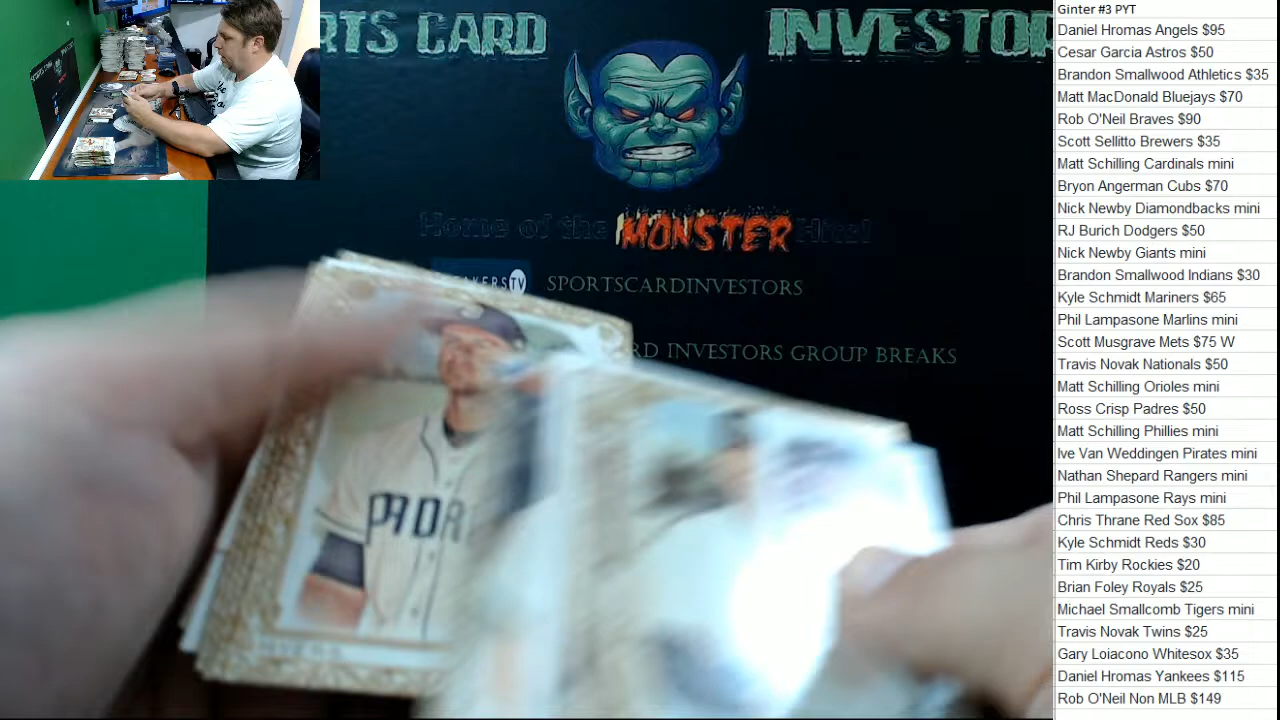 RTS CARD INVESTOR
Home of the MONSTER Hits!
AKERS TV SPORTSCARDINVESTORS
RD INVESTORS GROUP BREAKS
PADR
MYERS
Ginter #3 PYT
Daniel Hromas Angels $95
Cesar Garcia Astros $50
Brandon Smallwood Athletics $35
Matt MacDonald Bluejays $70
Rob O'Neil Braves $90
Scott Sellitto Brewers $35
Matt Schilling Cardinals mini
Bryon Angerman Cubs $70
Nick Newby Diamondbacks mini
RJ Burich Dodgers $50
Nick Newby Giants mini
Brandon Smallwood Indians $30
Kyle Schmidt Mariners $65
Phil Lampasone Marlins mini
Scott Musgrave Mets $75 W
Travis Novak Nationals $50
Matt Schilling Orioles mini
Ross Crisp Padres $50
Matt Schilling Phillies mini
Ive Van Weddingen Pirates mini
Nathan Shepard Rangers mini
Phil Lampasone Rays mini
Chris Thrane Red Sox $85
Kyle Schmidt Reds $30
Tim Kirby Rockies $20
Brian Foley Royals $25
Michael Smallcomb Tigers mini
Travis Novak Twins $25
Gary Loiacono Whitesox $35
Daniel Hromas Yankees $115
Rob O'Neil Non MLB $149